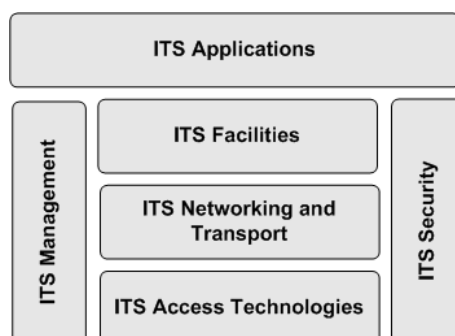 ITS Applications
ITS Management
ITS Facilities
ITS Networking and
Transport
ITS Access Technologies
ITS Security